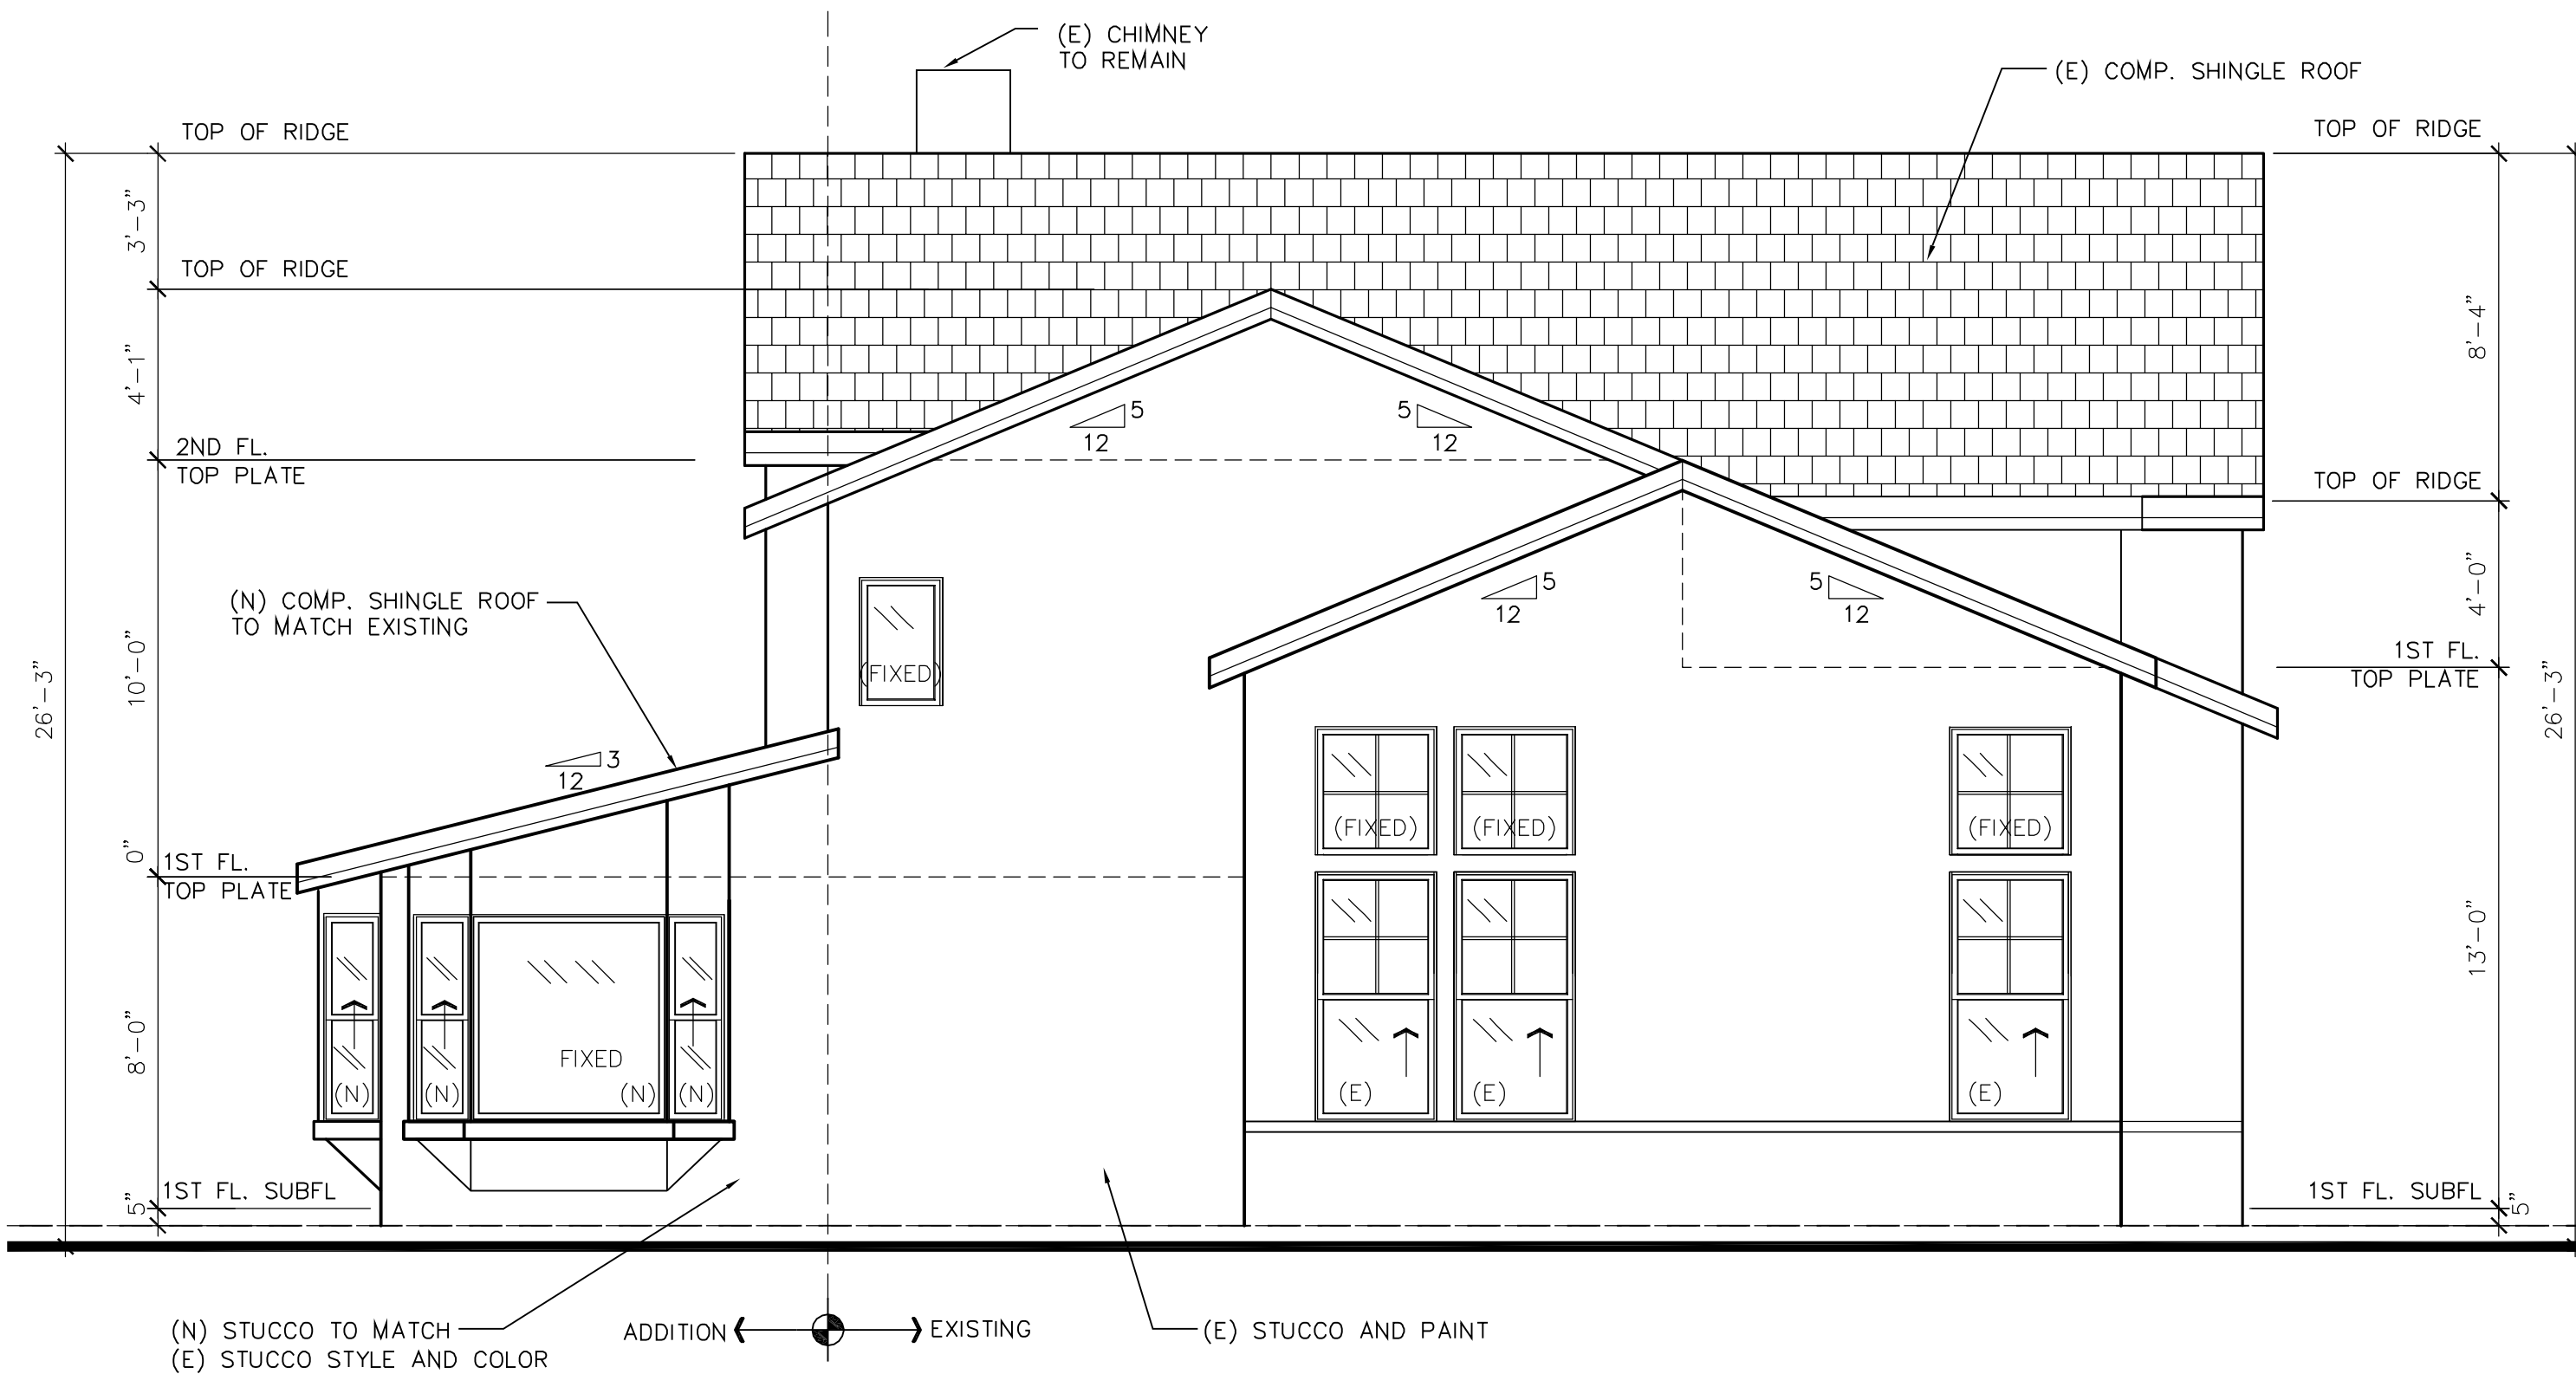 (E) CHIMNEY
TO REMAIN
(E) COMP. SHINGLE ROOF
TOP OF RIDGE
TOP OF RIDGE
3'-3"
TOP OF RIDGE
4'-1"
8'-4"
5
12
5
12
2ND FL.
TOP PLATE
TOP OF RIDGE
(N) COMP. SHINGLE ROOF
TO MATCH EXISTING
5
12
5
12
4'-0"
10'-0"
26'-3"
(FIXED)
1ST FL.
TOP PLATE
26'-3"
3
12
(FIXED)
(FIXED)
(FIXED)
0"
1ST FL.
TOP PLATE
13'-0"
8'-0"
FIXED
(N)
(N)
(N)
(N)
(E)
(E)
(E)
5"
1ST FL. SUBFL
1ST FL. SUBFL
5"
(N) STUCCO TO MATCH
(E) STUCCO STYLE AND COLOR
ADDITION
EXISTING
(E) STUCCO AND PAINT